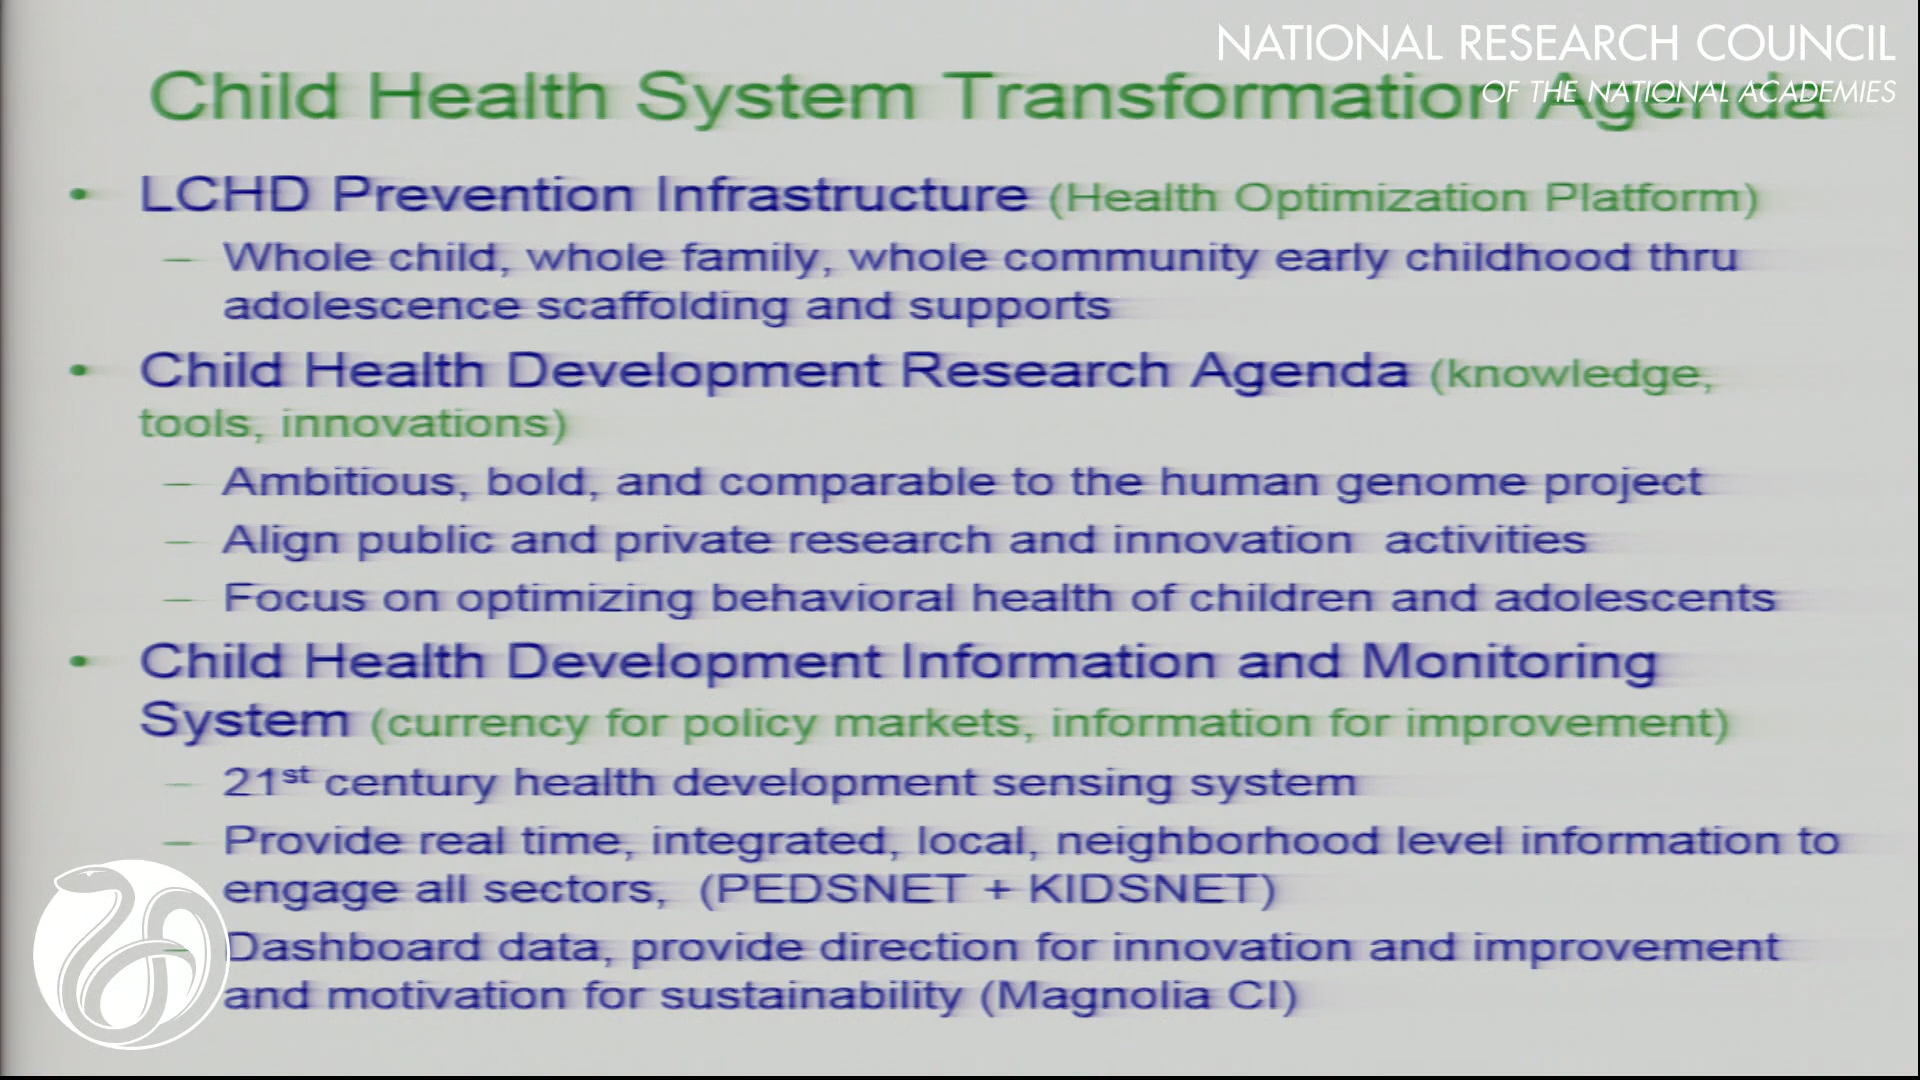 NATIONAL RESEARCH COUNCIL
OF THE NATIONAL ACADEMIES
Child Health System Transformation Agenda
• LCHD Prevention Infrastructure (Health Optimization Platform)
– Whole child, whole family, whole community early childhood thru
adolescence scaffolding and supports
• Child Health Development Research Agenda (knowledge,
tools, innovations)
– Ambitious, bold, and comparable to the human genome project
– Align public and private research and innovation activities
– Focus on optimizing behavioral health of children and adolescents
• Child Health Development Information and Monitoring
System (currency for policy markets, information for improvement)
– 21st century health development sensing system
– Provide real time, integrated, local, neighborhood level information to
engage all sectors, (PEDSNET + KIDSNET)
– Dashboard data, provide direction for innovation and improvement
and motivation for sustainability (Magnolia CI)